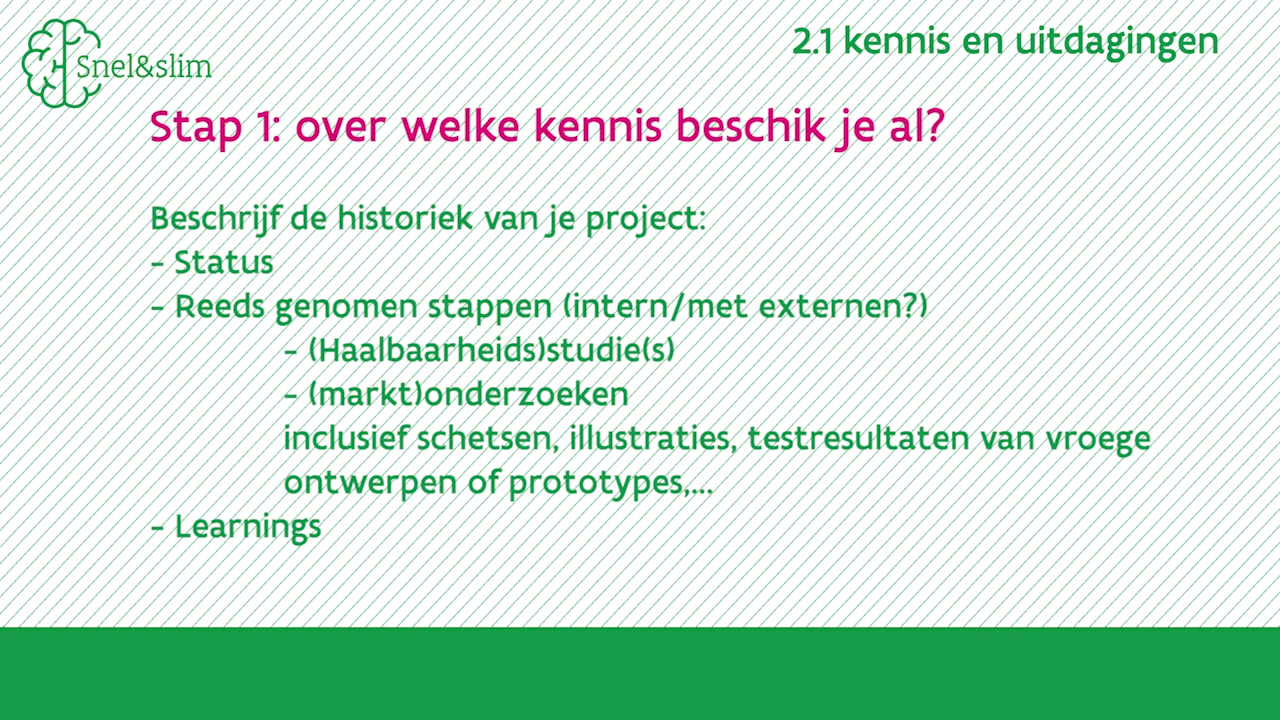 Snel&slim
2.1 kennis en uitdagingen
Stap 1: over welke kennis beschik je al?
Beschrijf de historiek van je project:
- Status
- Reeds genomen stappen (intern/met externen?)
- (Haalbaarheids)studie(s)
- (markt)onderzoeken
inclusief schetsen, illustraties, testresultaten van vroege
ontwerpen of prototypes,...
- Learnings